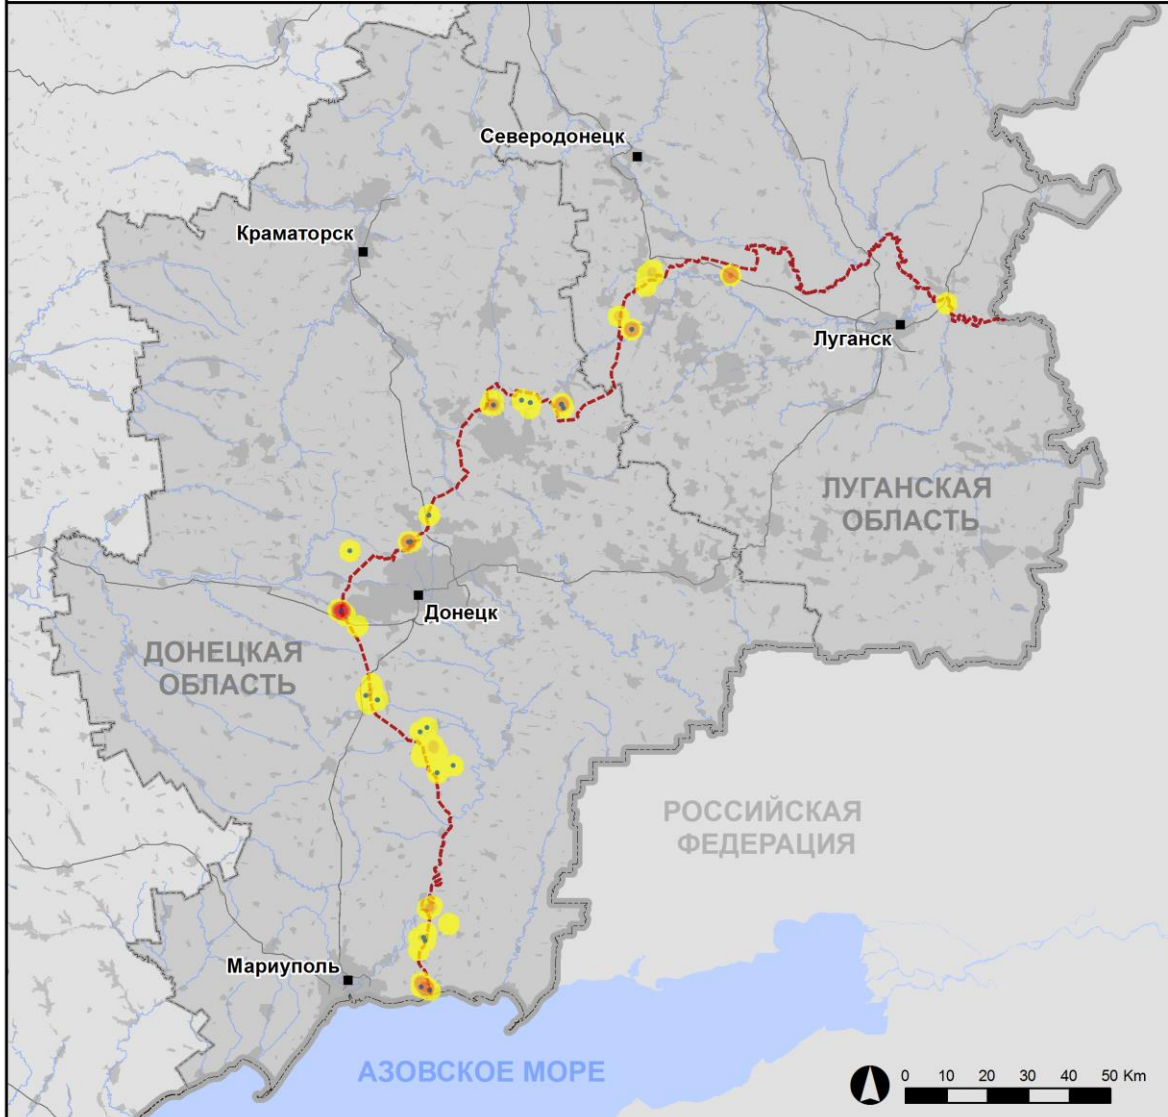 Северодонецк
Краматорск
Луганск
ЛУГАНСКАЯ
ОБЛАСТЬ
Донецк
ДОНЕЦКАЯ
ОБЛАСТЬ
РОССИЙСКАЯ
ФЕДЕРАЦИЯ
Мариуполь
АЗОВСКОЕ МОРЕ
0 10 20 30 40 50 Km